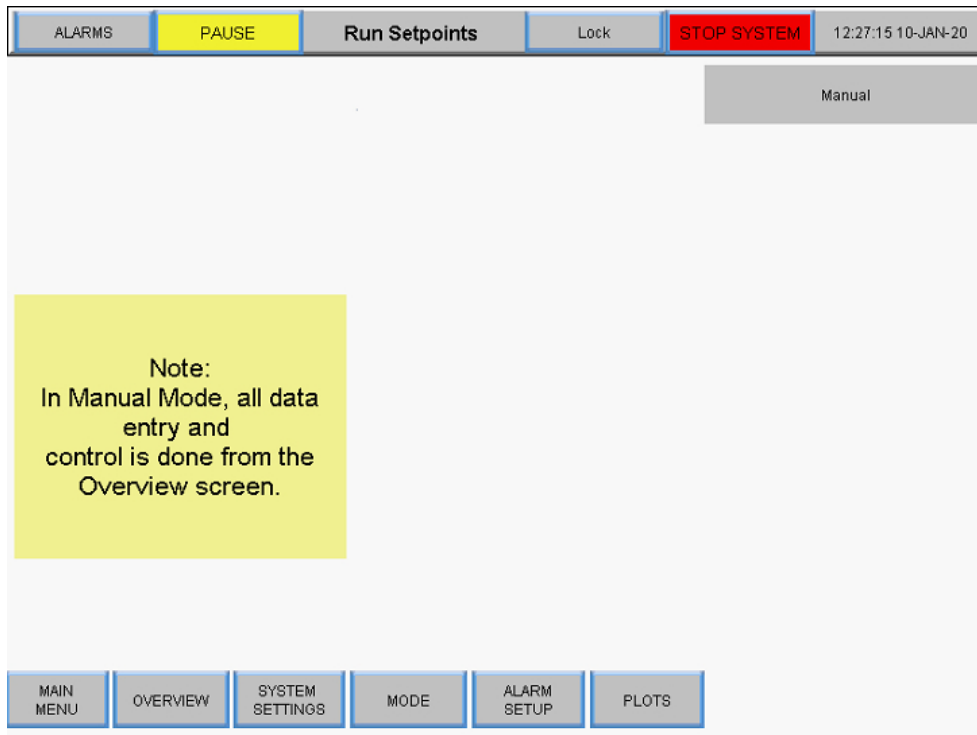 ALARMS PAUSE Run Setpoints Lock STOP SYSTEM 12:27:15 10-JAN-20
Manual
Note:
In Manual Mode, all data
entry and
control is done from the
Overview screen.
MAIN
MENU
OVERVIEW
SYSTEM
SETTINGS
MODE
ALARM
SETUP
PLOTS